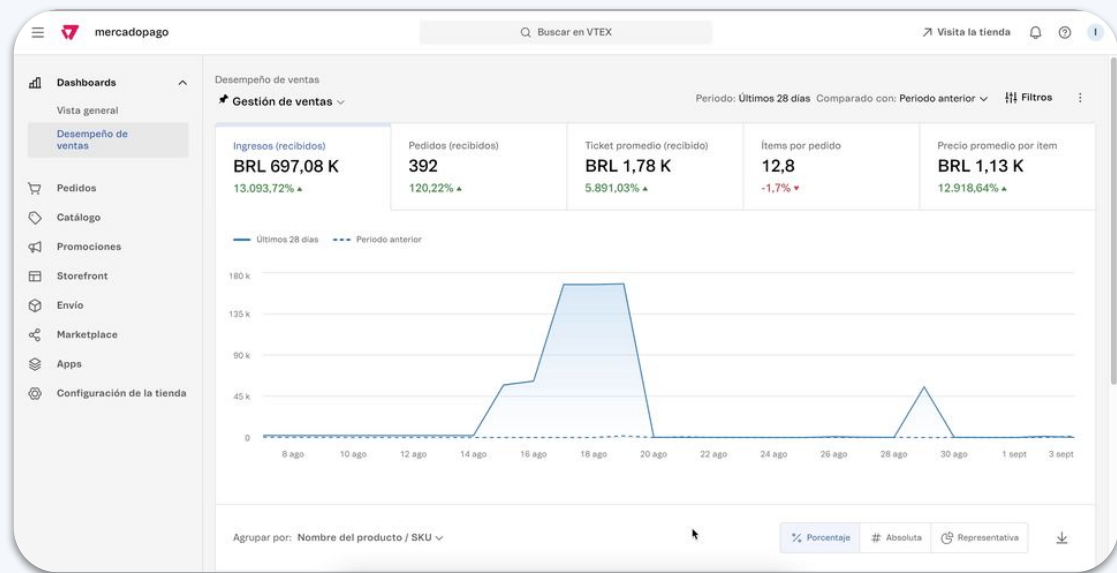 mercadopago
Buscar en VTEX
Visita la tienda
I
Dashboards
Vista general
Desempeño de
ventas
Pedidos
Catálogo
Promociones
Storefront
Envío
Marketplace
Apps
Configuración de la tienda
Desempeño de ventas
Gestión de ventas
Periodo: Últimos 28 días Comparado con: Periodo anterior
Filtros
Ingresos (recibidos)
BRL 697,08 K
13.093,72%
Pedidos (recibidos)
392
120,22%
Ticket promedio (recibido)
BRL 1,78 K
5.891,03%
Ítems por pedido
12,8
-1,7%
Precio promedio por ítem
BRL 1,13 K
12.918,64%
Últimos 28 días Periodo anterior
180 k
135 k
90 k
45 k
0
8 ago 10 ago 12 ago 14 ago 16 ago 18 ago 20 ago 22 ago 24 ago 26 ago 28 ago 30 ago 1 sept 3 sept
Agrupar por: Nombre del producto / SKU
% Porcentaje # Absoluta Representativa